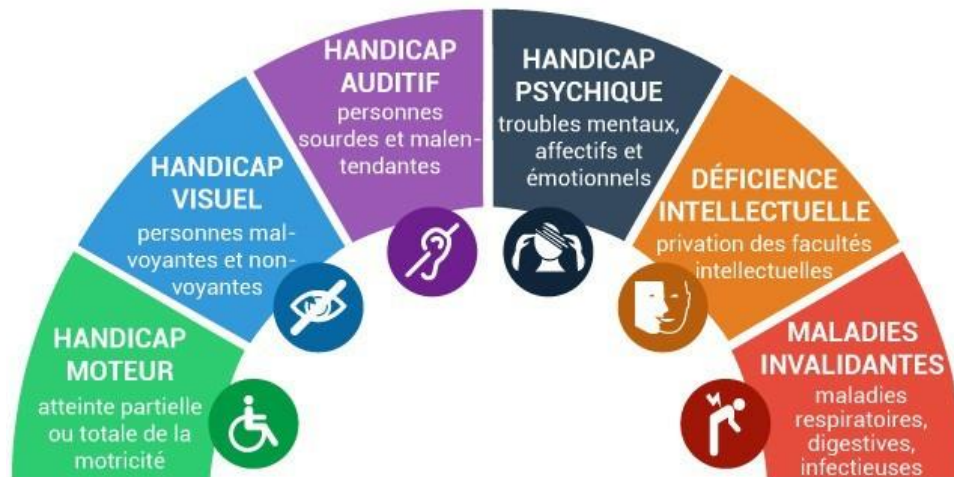 HANDICAP
MOTEUR
atteinte partielle
ou totale de la
motricité
HANDICAP
VISUEL
personnes mal-
voyantes et non-
voyantes
HANDICAP
AUDITIF
personnes
sourdes et malen-
tendantes
HANDICAP
PSYCHIQUE
troubles mentaux,
affectifs et
émotionnels
DÉFICIENCE
INTELLECTUELLE
privation des facultés
intellectuelles
MALADIES
INVALIDANTES
maladies
respiratoires,
digestives,
infectieuses